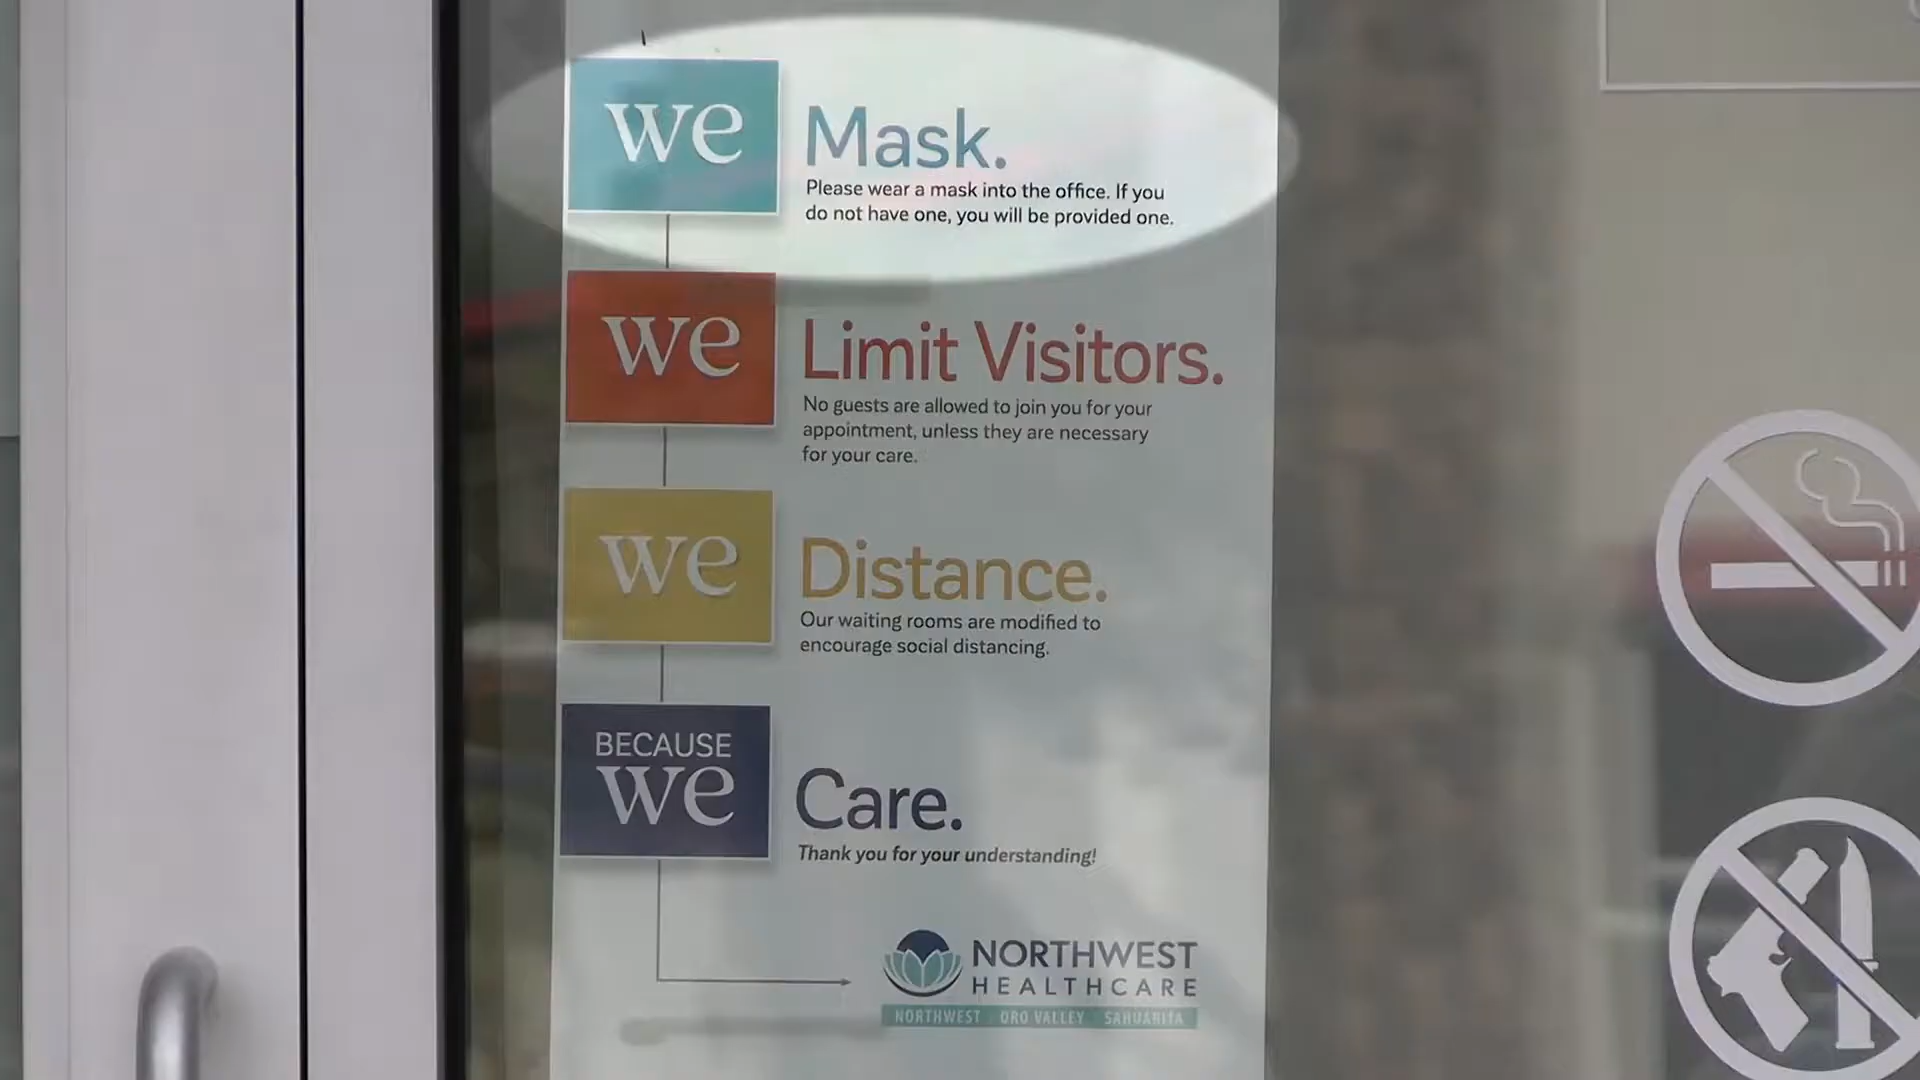 we
Mask.
Please wear a mask into the office. If you
do not have one, you will be provided one.
we
Limit Visitors.
No guests are allowed to join you for your
appointment, unless they are necessary
for your care.
we
Distance.
Our waiting rooms are modified to
encourage social distancing.
BECAUSE
we
Care.
Thank you for your understanding!
NORTHWEST
HEALTHCARE
NORTHWEST ORO VALLEY SAHUARITA